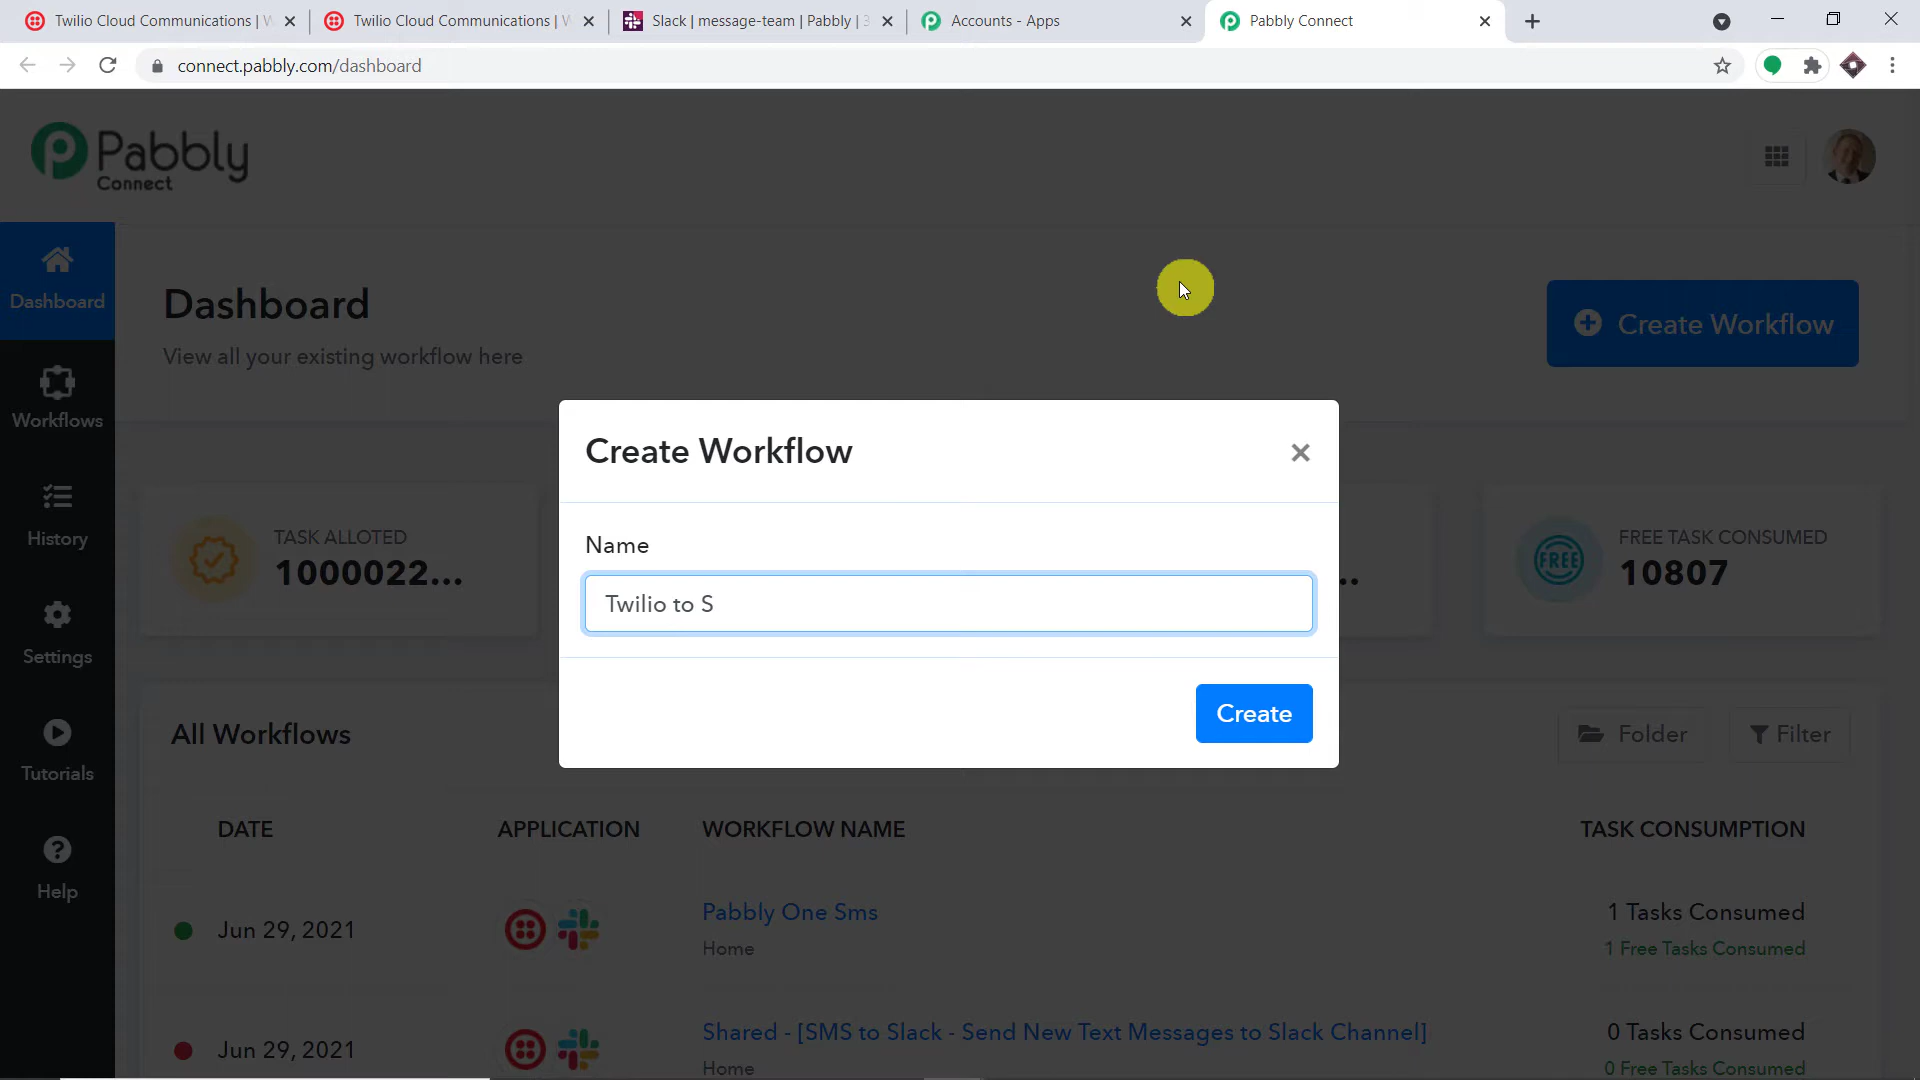 Twilio Cloud Communications | W
Twilio Cloud Communications | W
Slack | message-team | Pabbly | 3
Accounts - Apps
Pabbly Connect
connect.pabbly.com/dashboard
Pabbly
Connect
Dashboard
Workflows
History
Settings
Tutorials
Help
Dashboard
View all your existing workflow here
Create Workflow
TASK ALLOTED
1000022...
...
FREE
FREE TASK CONSUMED
10807
Create Workflow
×
Name
Twilio to S
Create
All Workflows
Folder
Filter
DATE
APPLICATION
WORKFLOW NAME
TASK CONSUMPTION
Jun 29, 2021
Pabbly One Sms
Home
1 Tasks Consumed
1 Free Tasks Consumed
Jun 29, 2021
Shared - [SMS to Slack - Send New Text Messages to Slack Channel]
Home
0 Tasks Consumed
0 Free Tasks Consumed